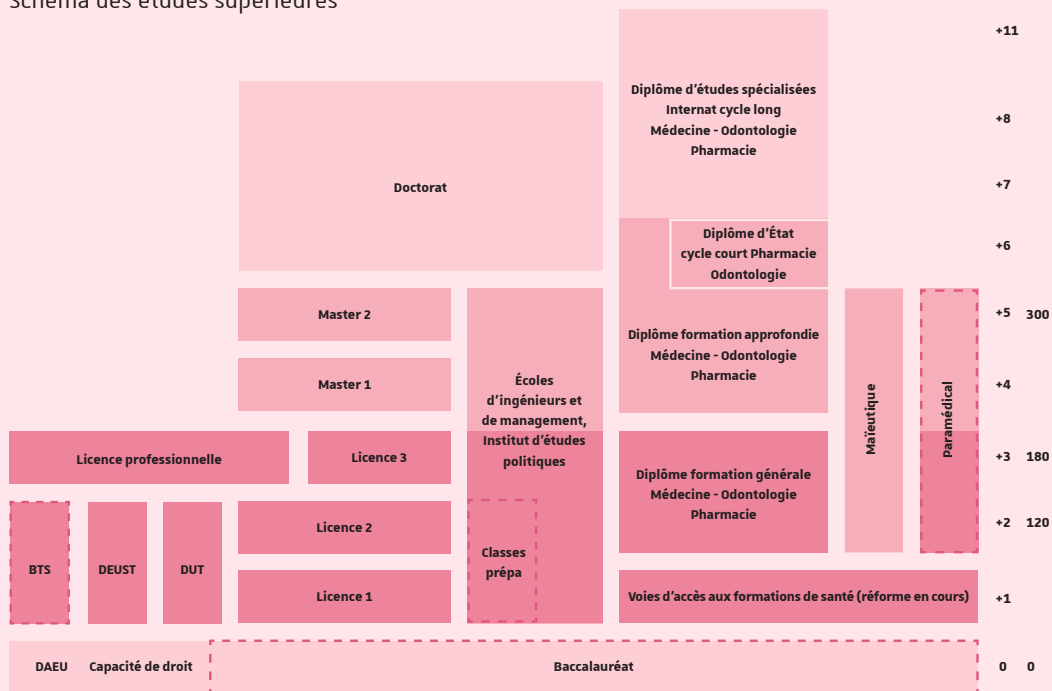 Schéma des études supérieures
+11
Diplôme d'études spécialisées
Internat cycle long
Médecine - Odontologie
Pharmacie
+8
Doctorat
+7
Diplôme d'État
cycle court Pharmacie
Odontologie
+6
Master 2
+5 300
Diplôme formation approfondie
Médecine - Odontologie
Pharmacie
Master 1
+4
Écoles
d'ingénieurs et
de management,
Institut d'études
politiques
Maïeutique
Paramédical
Licence professionnelle
Licence 3
+3 180
Diplôme formation générale
Médecine - Odontologie
Pharmacie
Licence 2
+2 120
BTS
DEUST
DUT
Classes
prépa
Licence 1
Voies d'accès aux formations de santé (réforme en cours)
+1
DAEU
Capacité de droit
Baccalauréat
0 0